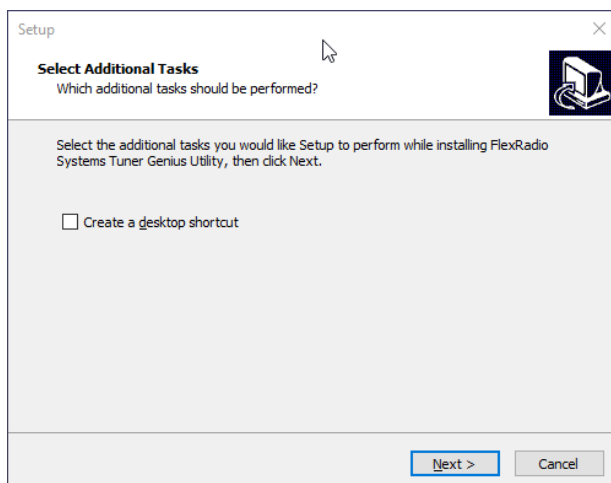 Setup
Select Additional Tasks
Which additional tasks should be performed?
Select the additional tasks you would like Setup to perform while installing FlexRadio
Systems Tuner Genius Utility, then click Next.
Create a desktop shortcut
Next >
Cancel